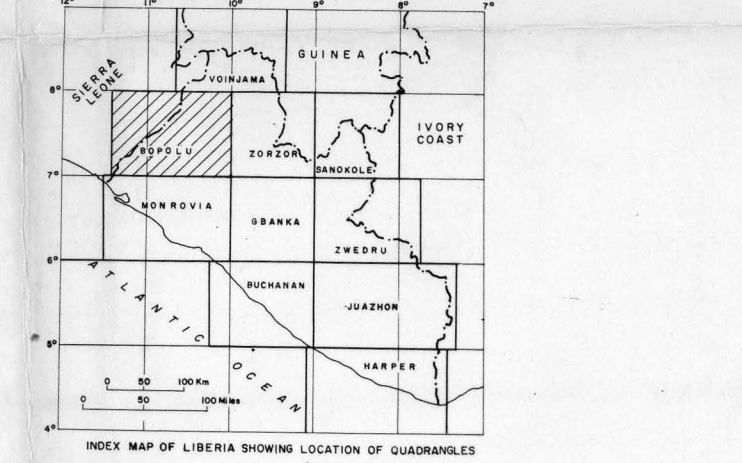 12° 11° 10° 9° 8° 7°
GUINEA
SIERRA
LEONE
VOINJAMA
8°
IVORY
COAST
BOPOLU
ZORZOR
SANOKOLE
7°
MONROVIA
GBANKA
ZWEDRU
6°
ATLANTIC OCEAN
BUCHANAN
JUAZHON
5°
HARPER
0 50 100 Km
0 50 100 Miles
4°
INDEX MAP OF LIBERIA SHOWING LOCATION OF QUADRANGLES